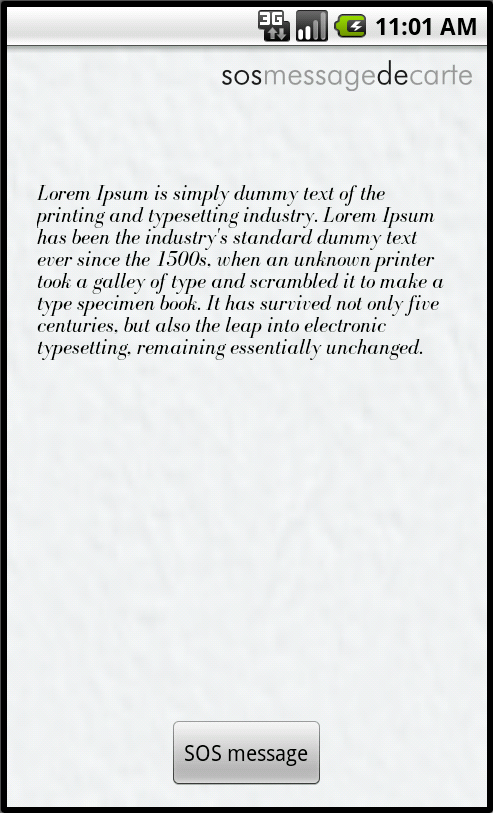 3G 11:01 AM
sosmessagedecarte
Lorem Ipsum is simply dummy text of the
printing and typesetting industry. Lorem Ipsum
has been the industry's standard dummy text
ever since the 1500s, when an unknown printer
took a galley of type and scrambled it to make a
type specimen book. It has survived not only five
centuries, but also the leap into electronic
typesetting, remaining essentially unchanged.
SOS message